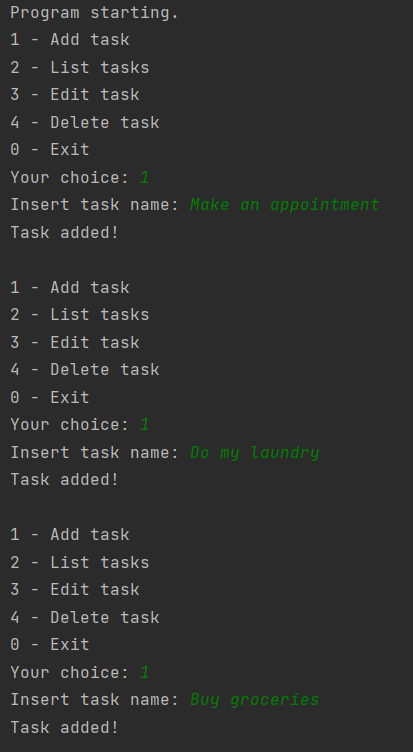 Program starting.
1 - Add task
2 - List tasks
3 - Edit task
4 - Delete task
0 - Exit
Your choice: 1
Insert task name: Make an appointment
Task added!

1 - Add task
2 - List tasks
3 - Edit task
4 - Delete task
0 - Exit
Your choice: 1
Insert task name: Do my laundry
Task added!

1 - Add task
2 - List tasks
3 - Edit task
4 - Delete task
0 - Exit
Your choice: 1
Insert task name: Buy groceries
Task added!